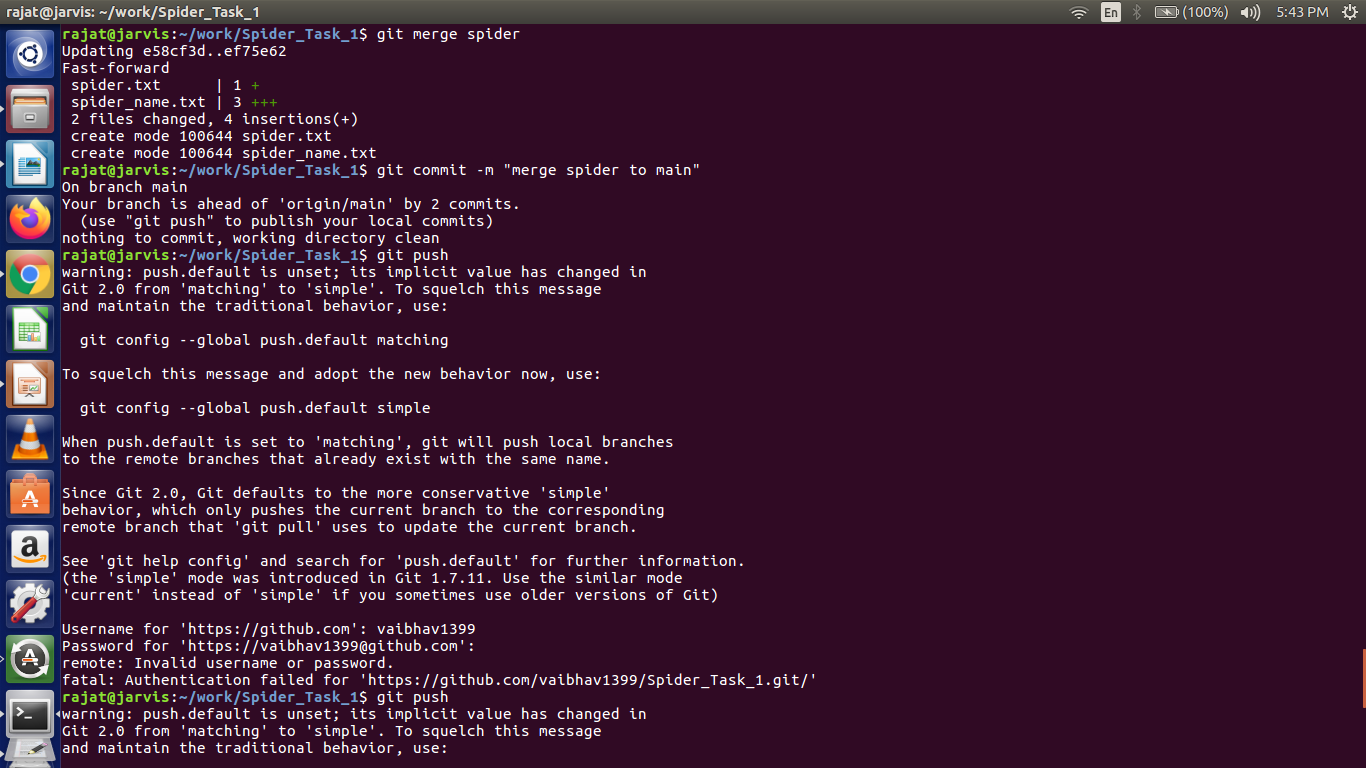 rajat@jarvis: ~/work/Spider_Task_1 En (100%) 5:43 PM
rajat@jarvis:~/work/Spider_Task_1$ git merge spider
Updating e58cf3d..ef75e62
Fast-forward
 spider.txt      | 1 +
 spider_name.txt | 3 +++
 2 files changed, 4 insertions(+)
 create mode 100644 spider.txt
 create mode 100644 spider_name.txt
rajat@jarvis:~/work/Spider_Task_1$ git commit -m "merge spider to main"
On branch main
Your branch is ahead of 'origin/main' by 2 commits.
  (use "git push" to publish your local commits)
nothing to commit, working directory clean
rajat@jarvis:~/work/Spider_Task_1$ git push
warning: push.default is unset; its implicit value has changed in
Git 2.0 from 'matching' to 'simple'. To squelch this message
and maintain the traditional behavior, use:

  git config --global push.default matching

To squelch this message and adopt the new behavior now, use:

  git config --global push.default simple

When push.default is set to 'matching', git will push local branches
to the remote branches that already exist with the same name.

Since Git 2.0, Git defaults to the more conservative 'simple'
behavior, which only pushes the current branch to the corresponding
remote branch that 'git pull' uses to update the current branch.

See 'git help config' and search for 'push.default' for further information.
(the 'simple' mode was introduced in Git 1.7.11. Use the similar mode
'current' instead of 'simple' if you sometimes use older versions of Git)

Username for 'https://github.com': vaibhav1399
Password for 'https://vaibhav1399@github.com':
remote: Invalid username or password.
fatal: Authentication failed for 'https://github.com/vaibhav1399/Spider_Task_1.git/'
rajat@jarvis:~/work/Spider_Task_1$ git push
warning: push.default is unset; its implicit value has changed in
Git 2.0 from 'matching' to 'simple'. To squelch this message
and maintain the traditional behavior, use: